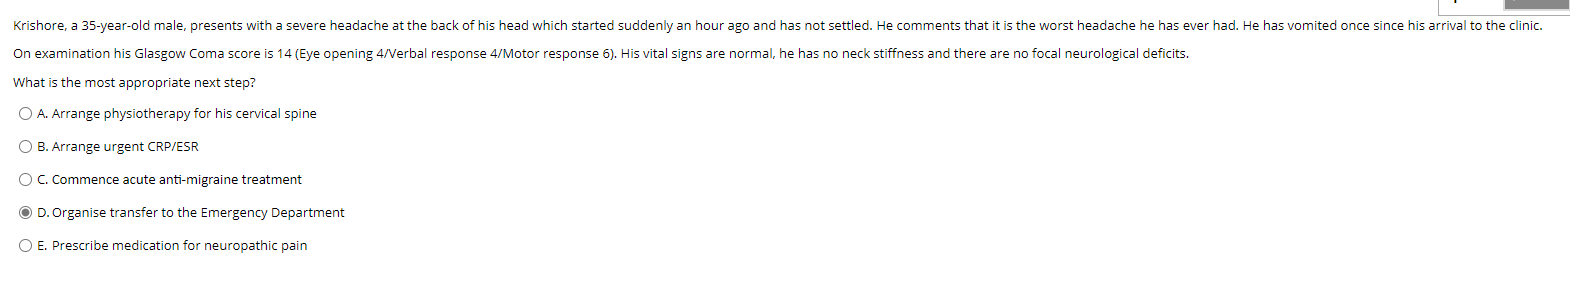 Krishore, a 35-year-old male, presents with a severe headache at the back of his head which started suddenly an hour ago and has not settled. He comments that it is the worst headache he has ever had. He has vomited once since his arrival to the clinic.
On examination his Glasgow Coma score is 14 (Eye opening 4/Verbal response 4/Motor response 6). His vital signs are normal, he has no neck stiffness and there are no focal neurological deficits.
What is the most appropriate next step?
A. Arrange physiotherapy for his cervical spine
B. Arrange urgent CRP/ESR
C. Commence acute anti-migraine treatment
D. Organise transfer to the Emergency Department
E. Prescribe medication for neuropathic pain